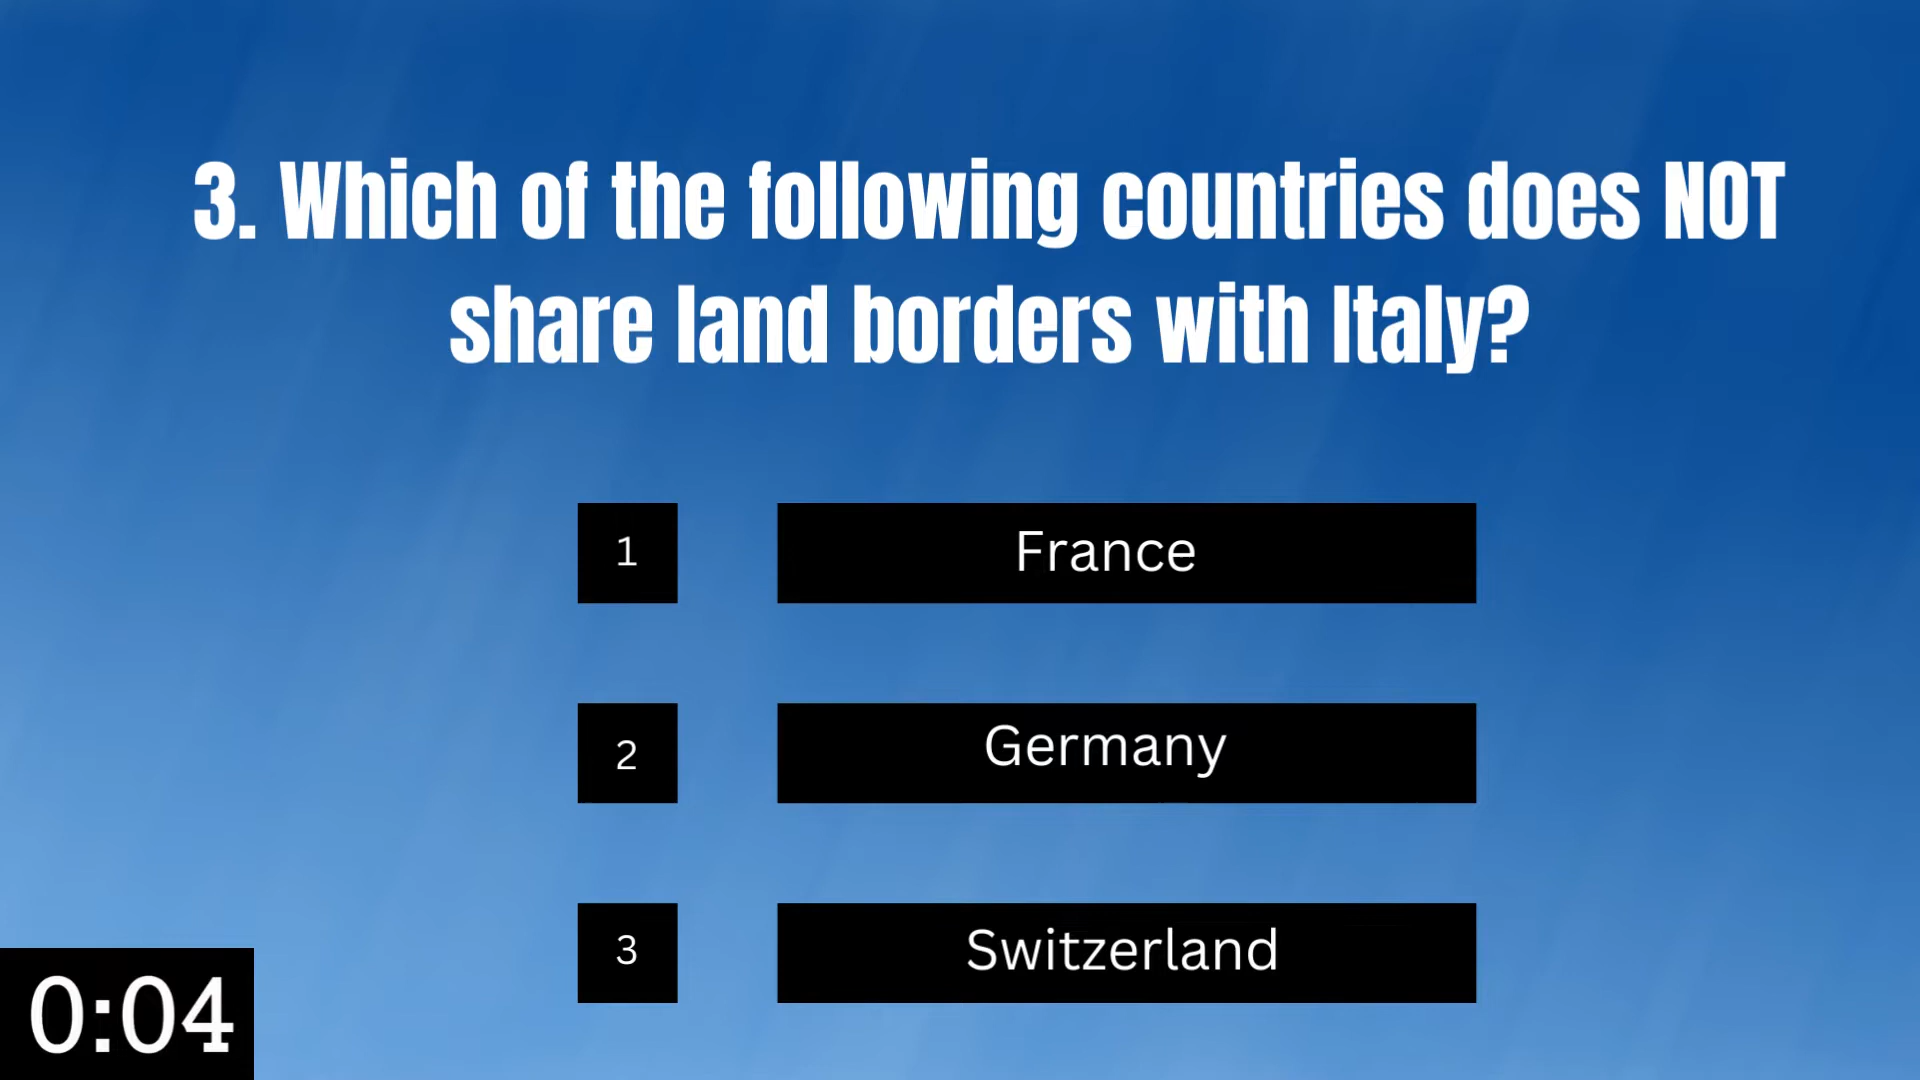 3. Which of the following countries does NOT
share land borders with Italy?
1 France
2 Germany
3 Switzerland
0:04